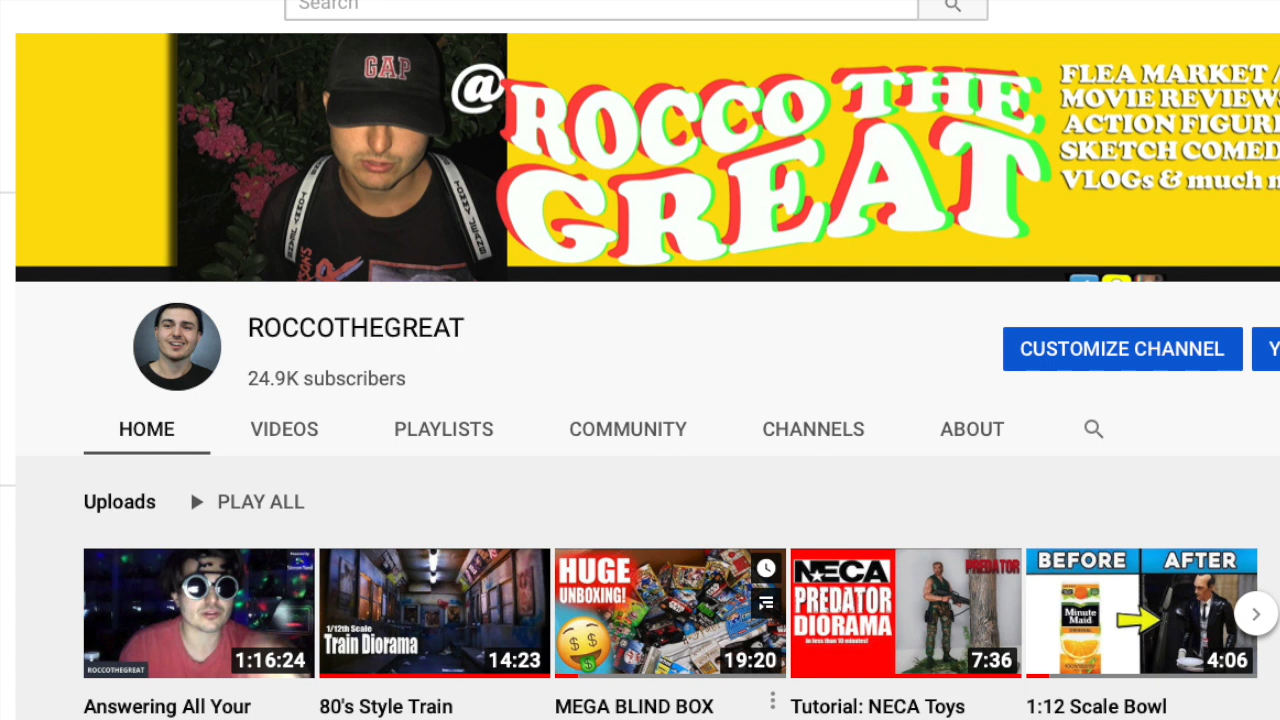 Search
GAP
@ROCCO THE
GREAT
FLEA MARKET /
MOVIE REVIEWS
ACTION FIGUR
SKETCH COMED
VLOGs & much
ROCCOTHEGREAT
24.9K subscribers
CUSTOMIZE CHANNEL
Y
HOME
VIDEOS
PLAYLISTS
COMMUNITY
CHANNELS
ABOUT
Uploads
PLAY ALL
ROCCOTHEGREAT
1:16:24
1/12th Scale
Train Diorama
14:23
HUGE
UNBOXING!
19:20
NECA
PREDATOR
DIORAMA
In less than 10 minutes!
PREDATOR
7:36
BEFORE
AFTER
Minute
Maid
ORIGINAL
4:06
Answering All Your
80's Style Train
MEGA BLIND BOX
Tutorial: NECA Toys
1:12 Scale Bowl